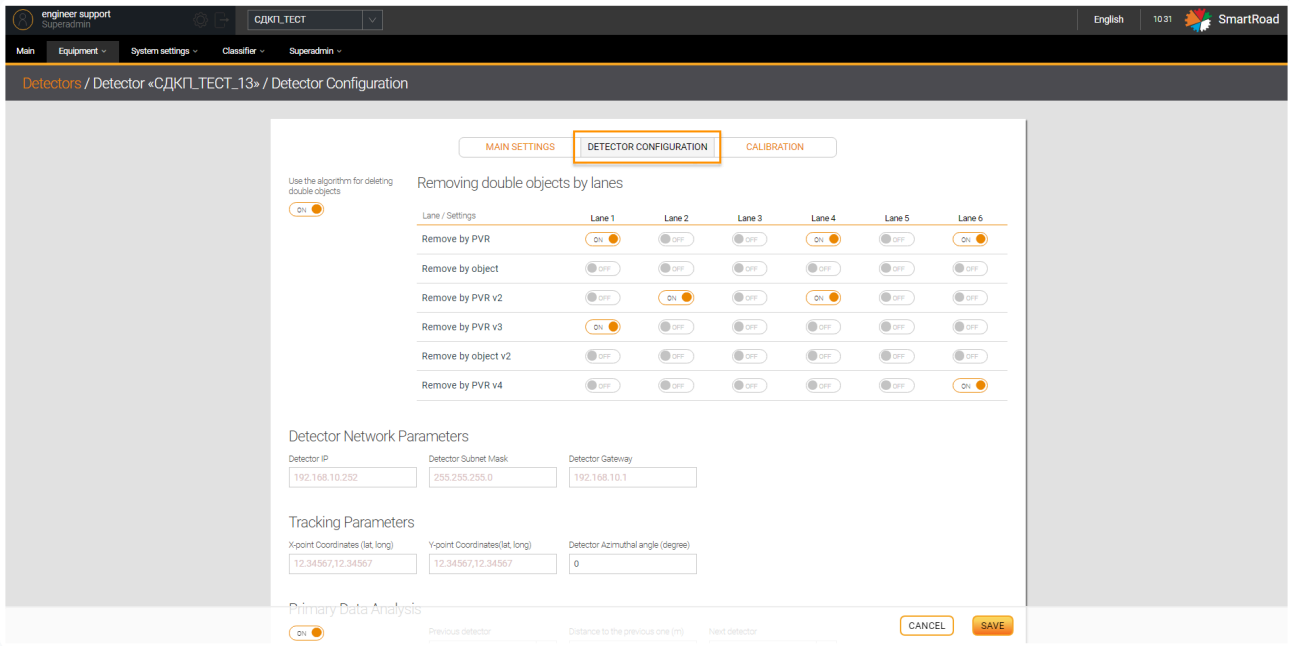 engineer support
Superadmin
СДКП_ТЕСТ
English
10 31
SmartRoad
Main
Equipment
System settings
Classifier
Superadmin
Detectors / Detector «СДКП_ТЕСТ_13» / Detector Configuration
MAIN SETTINGS
DETECTOR CONFIGURATION
CALIBRATION
Use the algorithm for deleting
double objects
ON
Removing double objects by lanes
Lane / Settings Lane 1 Lane 2 Lane 3 Lane 4 Lane 5 Lane 6
Remove by PVR ON OFF OFF ON OFF ON
Remove by object OFF OFF OFF OFF OFF OFF
Remove by PVR v2 OFF ON OFF ON OFF OFF
Remove by PVR v3 ON OFF OFF OFF OFF OFF
Remove by object v2 OFF OFF OFF OFF OFF OFF
Remove by PVR v4 OFF OFF OFF OFF OFF ON
Detector Network Parameters
Detector IP Detector Subnet Mask Detector Gateway
192.168.10.252 255.255.255.0 192.168.10.1
Tracking Parameters
X-point Coordinates (lat, long) Y-point Coordinates(lat, long) Detector Azimuthal angle (degree)
12.34567,12.34567 12.34567,12.34567 0
Primary Data Analysis
ON
Previous detector Distance to the previous one (m) Next detector
CANCEL
SAVE